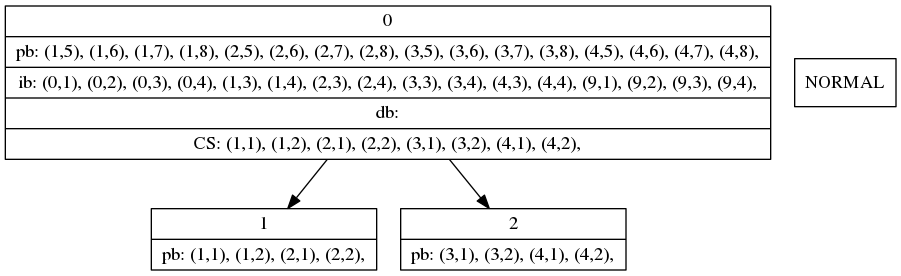 0
pb: (1,5), (1,6), (1,7), (1,8), (2,5), (2,6), (2,7), (2,8), (3,5), (3,6), (3,7), (3,8), (4,5), (4,6), (4,7), (4,8),
ib: (0,1), (0,2), (0,3), (0,4), (1,3), (1,4), (2,3), (2,4), (3,3), (3,4), (4,3), (4,4), (9,1), (9,2), (9,3), (9,4),
NORMAL
db:
CS: (1,1), (1,2), (2,1), (2,2), (3,1), (3,2), (4,1), (4,2),
1
pb: (1,1), (1,2), (2,1), (2,2),
2
pb: (3,1), (3,2), (4,1), (4,2),